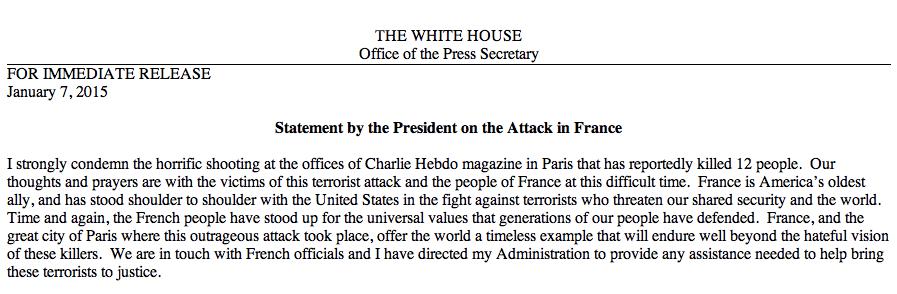 THE WHITE HOUSE
Office of the Press Secretary
FOR IMMEDIATE RELEASE
January 7, 2015
Statement by the President on the Attack in France
I strongly condemn the horrific shooting at the offices of Charlie Hebdo magazine in Paris that has reportedly killed 12 people.  Our
thoughts and prayers are with the victims of this terrorist attack and the people of France at this difficult time.  France is America’s oldest
ally, and has stood shoulder to shoulder with the United States in the fight against terrorists who threaten our shared security and the world.
Time and again, the French people have stood up for the universal values that generations of our people have defended.  France, and the
great city of Paris where this outrageous attack took place, offer the world a timeless example that will endure well beyond the hateful vision
of these killers.  We are in touch with French officials and I have directed my Administration to provide any assistance needed to help bring
these terrorists to justice.